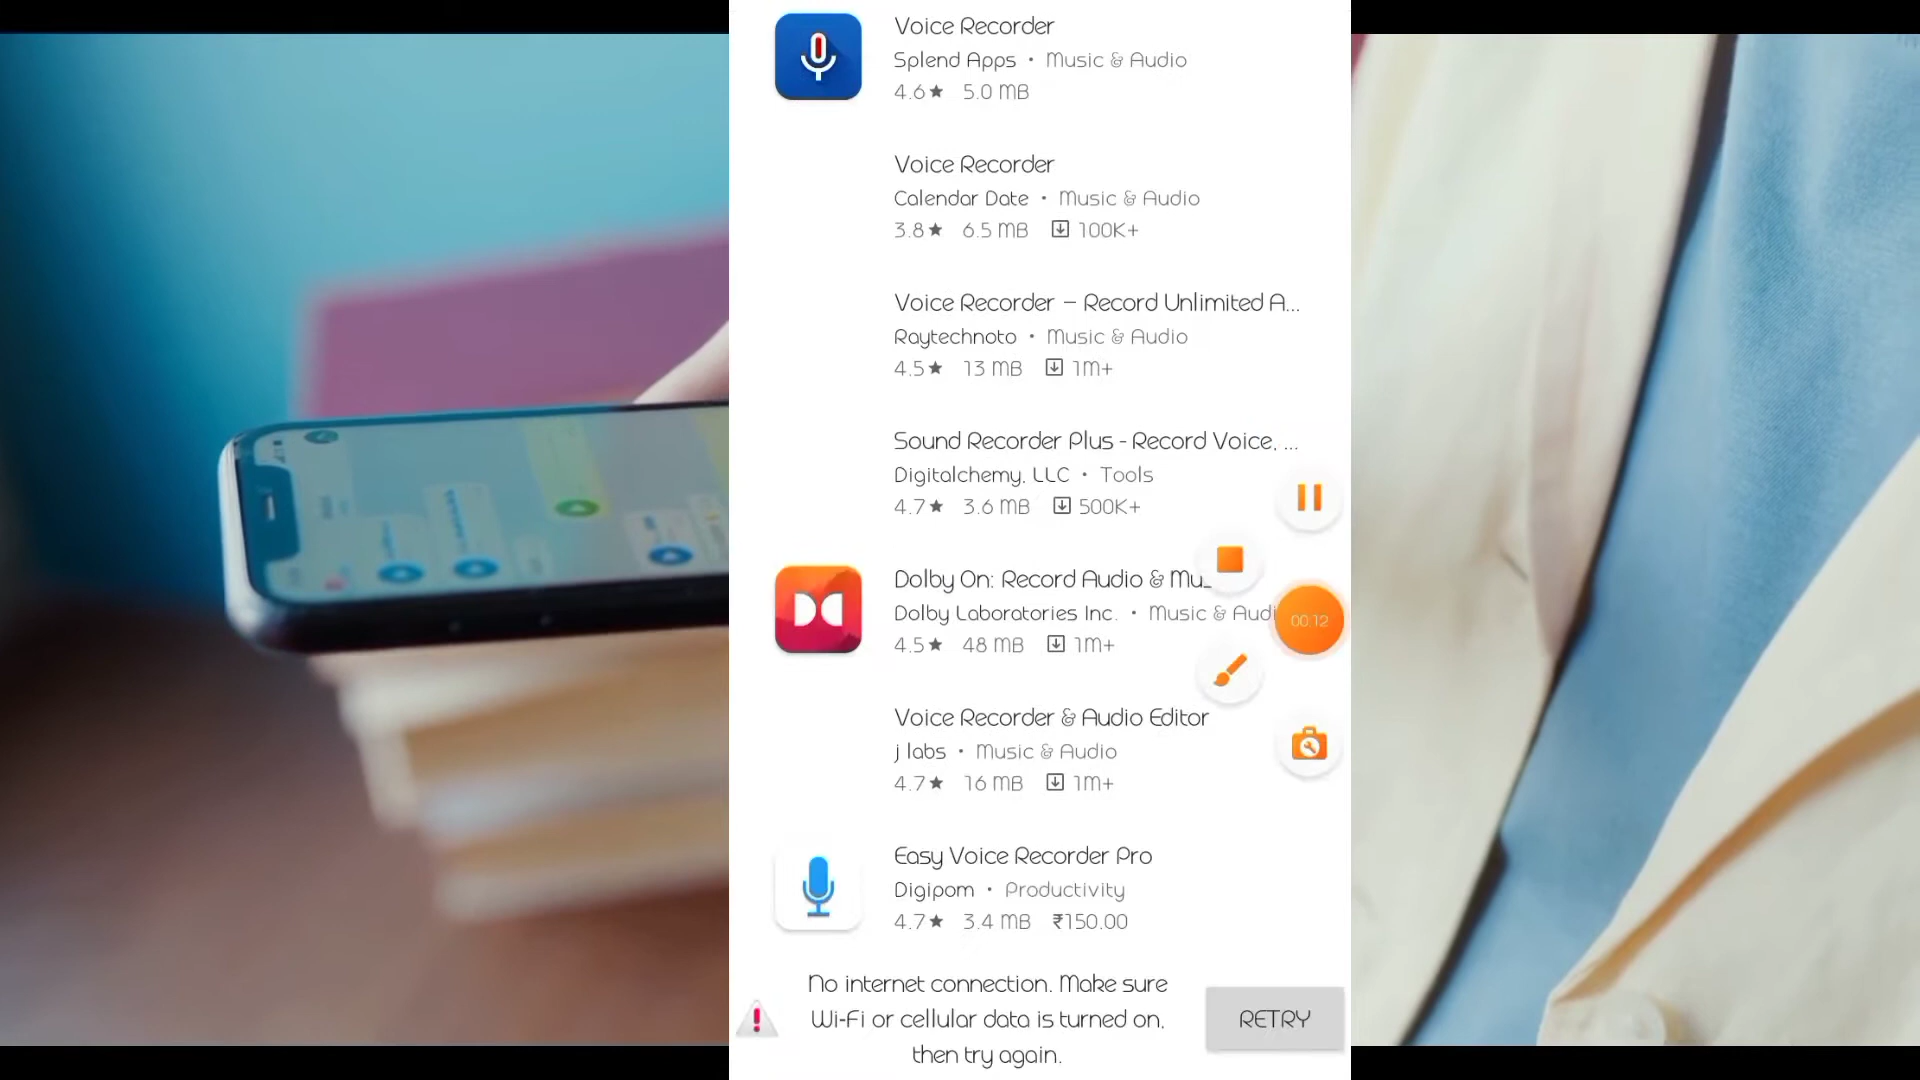 Voice Recorder
Splend Apps • Music & Audio
4.6★ 5.0 MB
Voice Recorder
Calendar Date • Music & Audio
3.8★ 6.5 MB 100K+
Voice Recorder – Record Unlimited A...
Raytechnoto • Music & Audio
4.5★ 13 MB 1M+
Sound Recorder Plus - Record Voice, ...
Digitalchemy, LLC • Tools
4.7★ 3.6 MB 500K+
Dolby On: Record Audio & Mus
Dolby Laboratories Inc. • Music & Audi
00:12
4.5★ 48 MB 1M+
Voice Recorder & Audio Editor
j labs • Music & Audio
4.7★ 16 MB 1M+
Easy Voice Recorder Pro
Digipom • Productivity
4.7★ 3.4 MB ₹150.00
No internet connection. Make sure
Wi-Fi or cellular data is turned on,
then try again.
RETRY